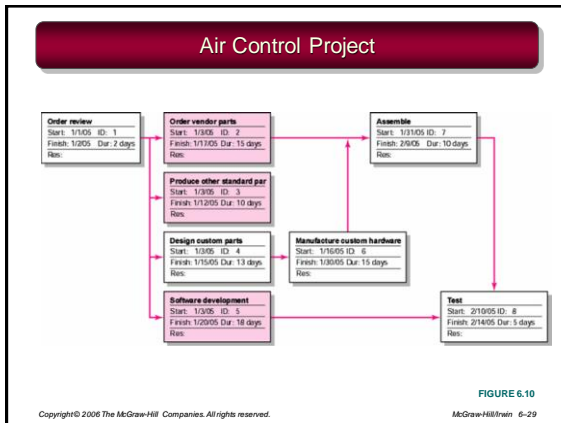 Air Control Project
Order review
Start: 1/1/05 ID: 1
Finish: 1/2/05 Dur: 2 days
Res:
Order vendor parts
Start: 1/3/05 ID: 2
Finish: 1/17/05 Dur: 15 days
Res:
Assemble
Start: 1/31/05 ID: 7
Finish: 2/9/05 Dur: 10 days
Res:
Produce other standard par
Start: 1/3/05 ID: 3
Finish: 1/12/05 Dur: 10 days
Res:
Design custom parts
Start: 1/3/05 ID: 4
Finish: 1/15/05 Dur: 13 days
Res:
Manufacture custom hardware
Start: 1/16/05 ID: 6
Finish: 1/30/05 Dur: 15 days
Res:
Software development
Start: 1/3/05 ID: 5
Finish: 1/20/05 Dur: 18 days
Res:
Test
Start: 2/10/05 ID: 8
Finish: 2/14/05 Dur: 5 days
Res:
FIGURE 6.10
Copyright© 2006 The McGraw-Hill Companies. All rights reserved.
McGraw-Hill/Irwin 6–29